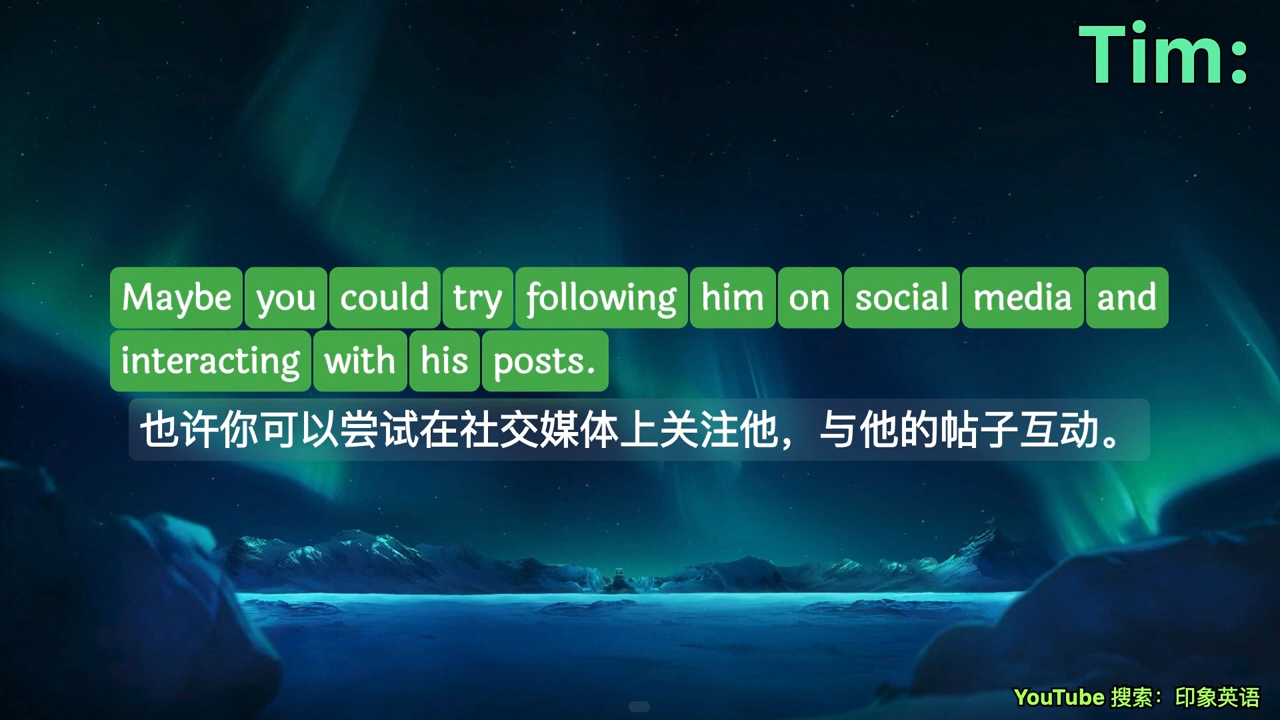 Tim:
Maybe you could try following him on social media and
interacting with his posts.
也许你可以尝试在社交媒体上关注他，与他的帖子互动。
YouTube 搜索：印象英语